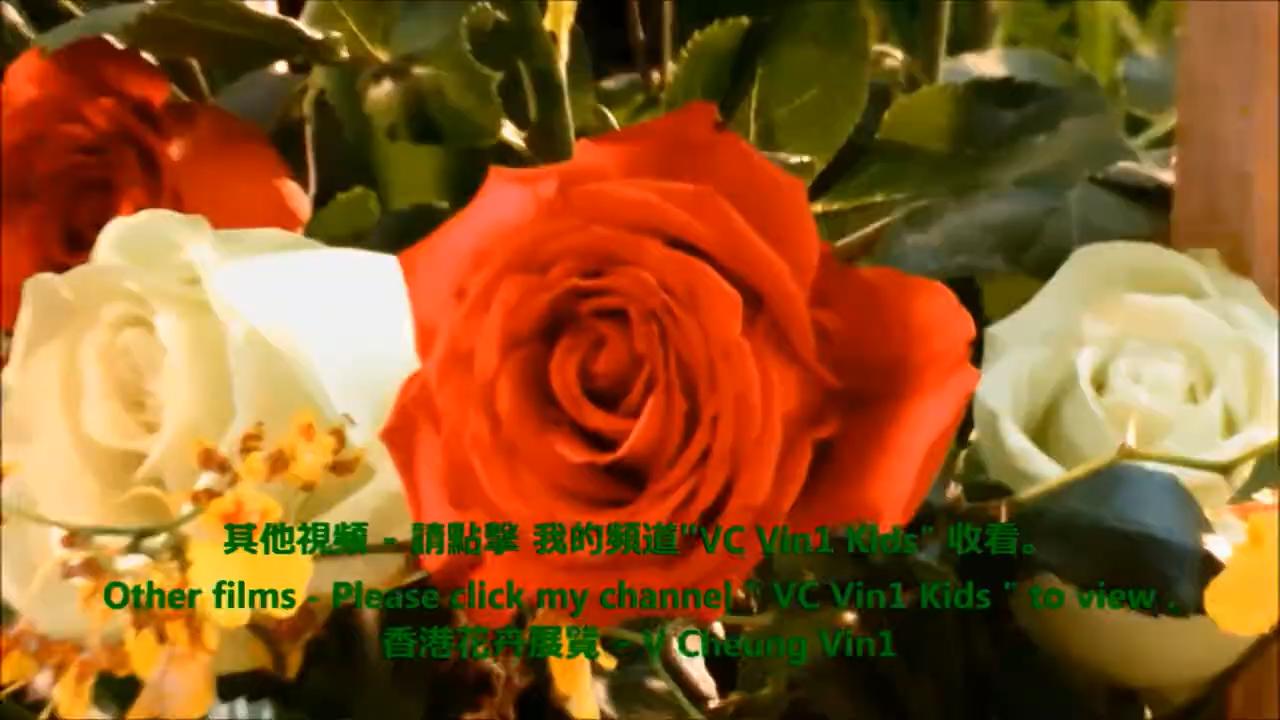 其他視頻 - 請點擊 我的頻道"VC Vin1 Kids" 收看。
Other films - Please click my channel " VC Vin1 Kids " to view .
香港花卉展覽 - V Cheung Vin1